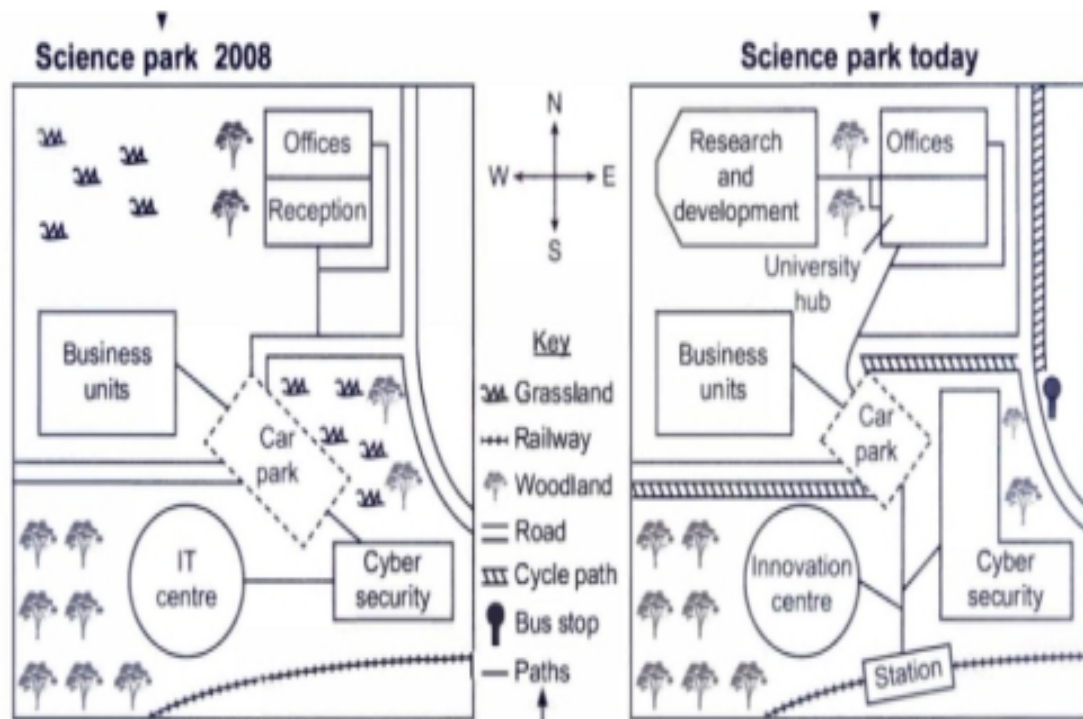 Science park 2008
Offices
Reception
Business
units
Car
park
IT
centre
Cyber
security
N
W
E
S
Key
Grassland
Railway
Woodland
Road
Cycle path
Bus stop
Paths
Science park today
Research
and
development
Offices
University
hub
Business
units
Car
park
Innovation
centre
Cyber
security
Station